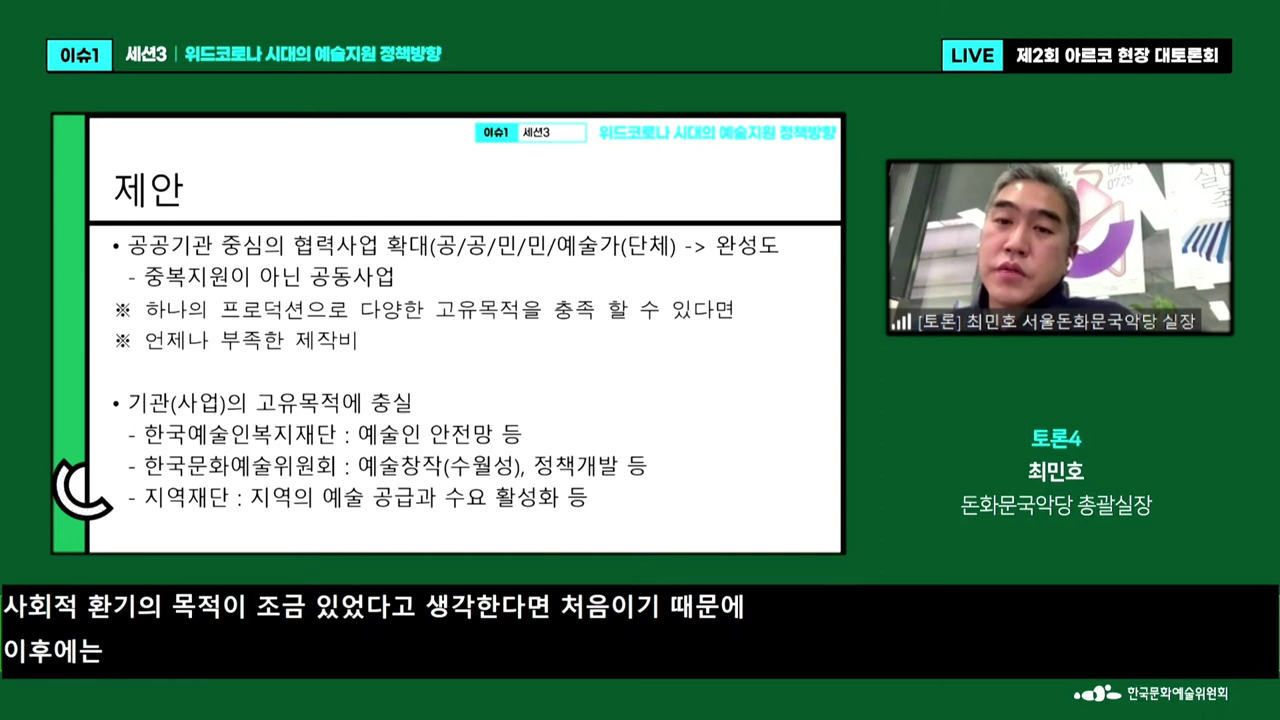 이슈1 세션3 | 위드코로나 시대의 예술지원 정책방향
LIVE 제2회 아르코 현장 대토론회
이슈1 세션3 위드코로나 시대의 예술지원 정책방향
제안
• 공공기관 중심의 협력사업 확대(공/공/민/민/예술가(단체) -> 완성도
- 중복지원이 아닌 공동사업
※ 하나의 프로덕션으로 다양한 고유목적을 충족 할 수 있다면
※ 언제나 부족한 제작비
• 기관(사업)의 고유목적에 충실
- 한국예술인복지재단 : 예술인 안전망 등
- 한국문화예술위원회 : 예술창작(수월성), 정책개발 등
- 지역재단 : 지역의 예술 공급과 수요 활성화 등
0725
[토론] 최민호 서울돈화문국악당 실장
토론4
최민호
돈화문국악당 총괄실장
사회적 환기의 목적이 조금 있었다고 생각한다면 처음이기 때문에
이후에는
한국문화예술위원회